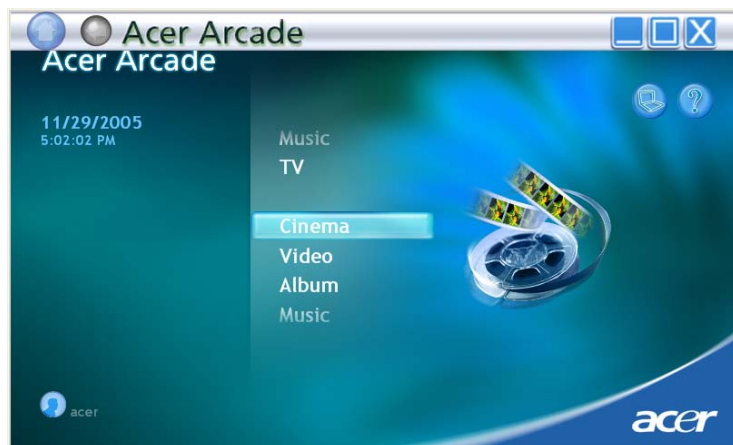 Acer Arcade
Acer Arcade
11/29/2005
5:02:02 PM
Music
TV
Cinema
Video
Album
Music
acer
acer